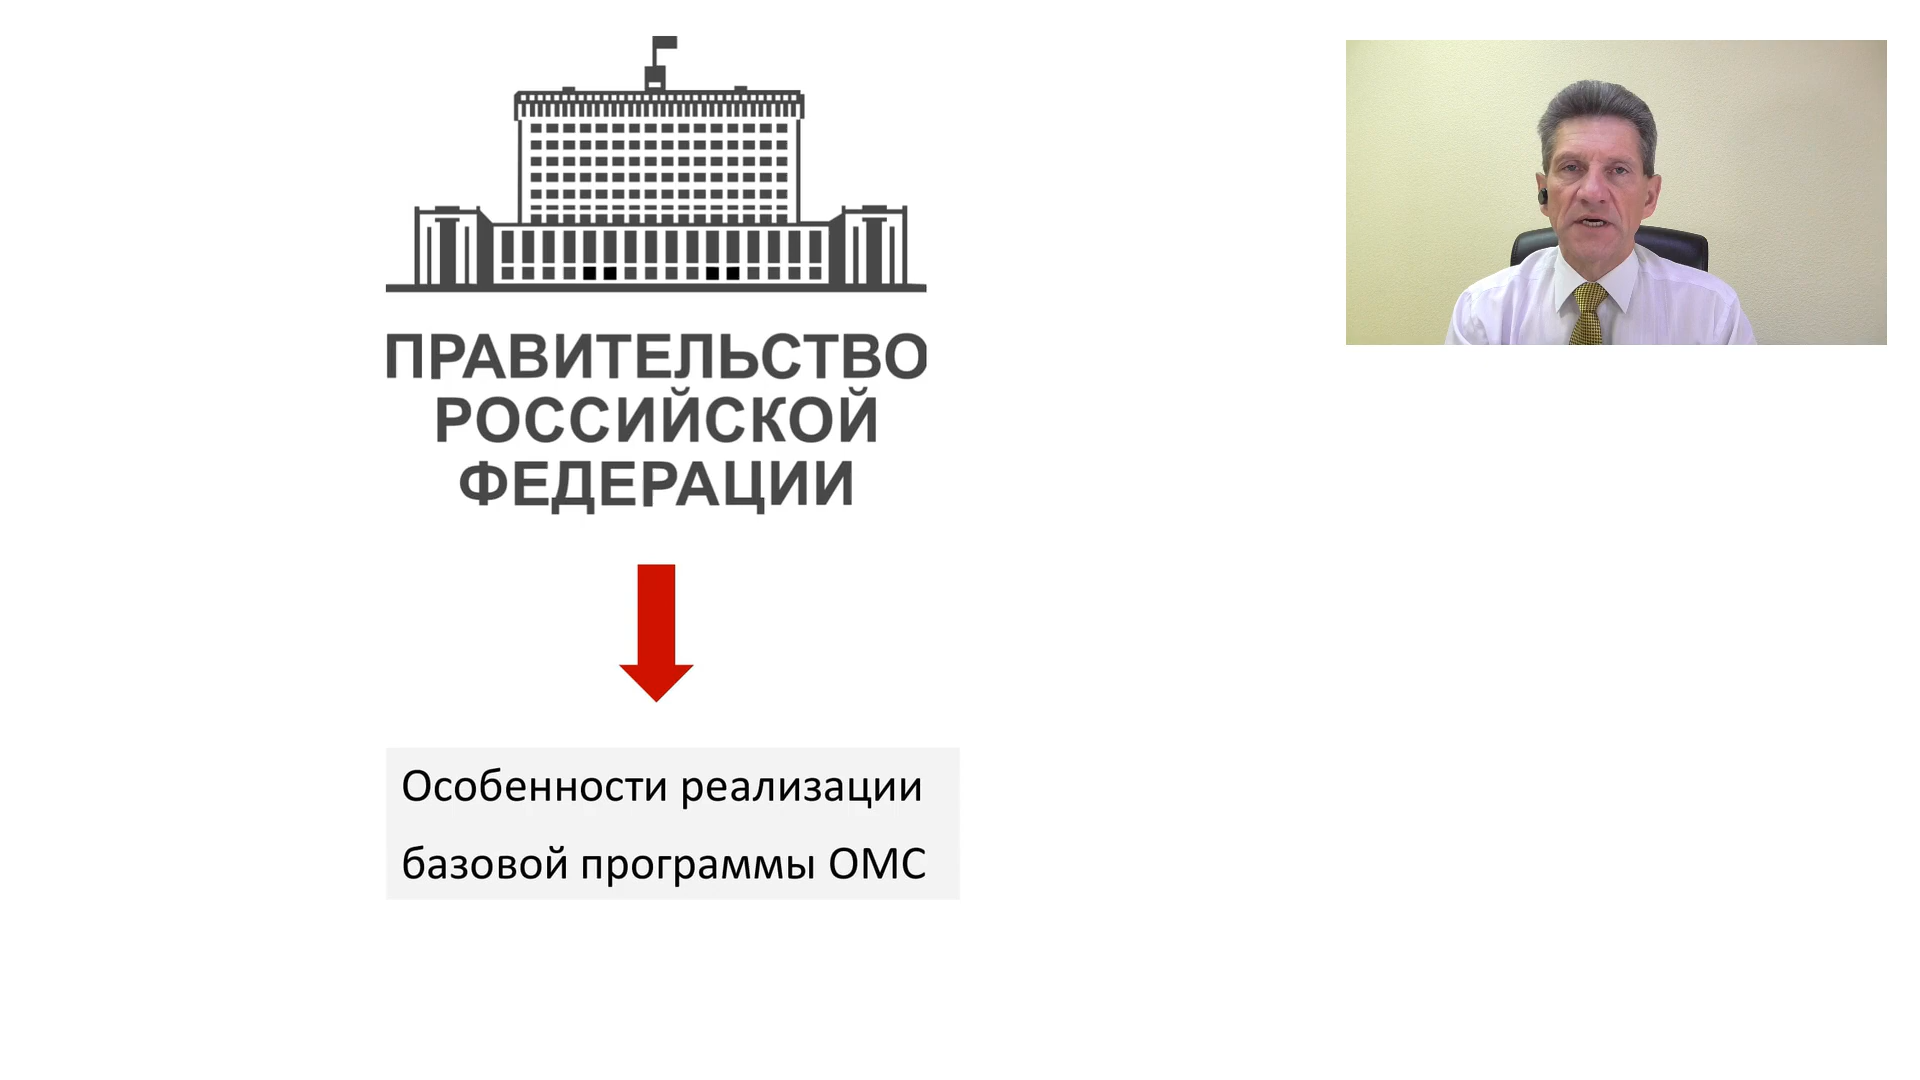 ПРАВИТЕЛЬСТВО
РОССИЙСКОЙ
ФЕДЕРАЦИИ
Особенности реализации
базовой программы ОМС